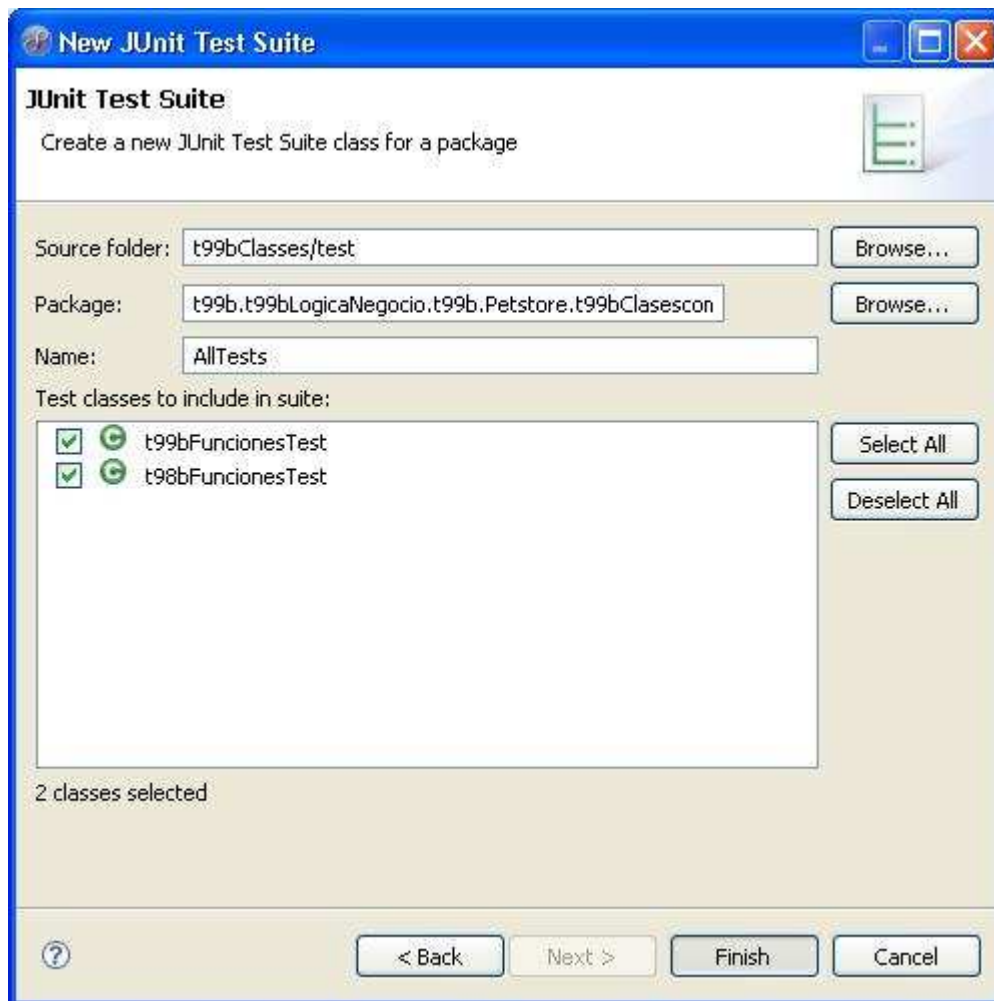 New JUnit Test Suite
JUnit Test Suite
Create a new JUnit Test Suite class for a package
Source folder: t99bClasses/test Browse...
Package: t99b.t99bLogicaNegocio.t99b.Petstore.t99bClasescon Browse...
Name: AllTests
Test classes to include in suite:
t99bFuncionesTest Select All
t98bFuncionesTest
Deselect All
2 classes selected
? < Back Next > Finish Cancel